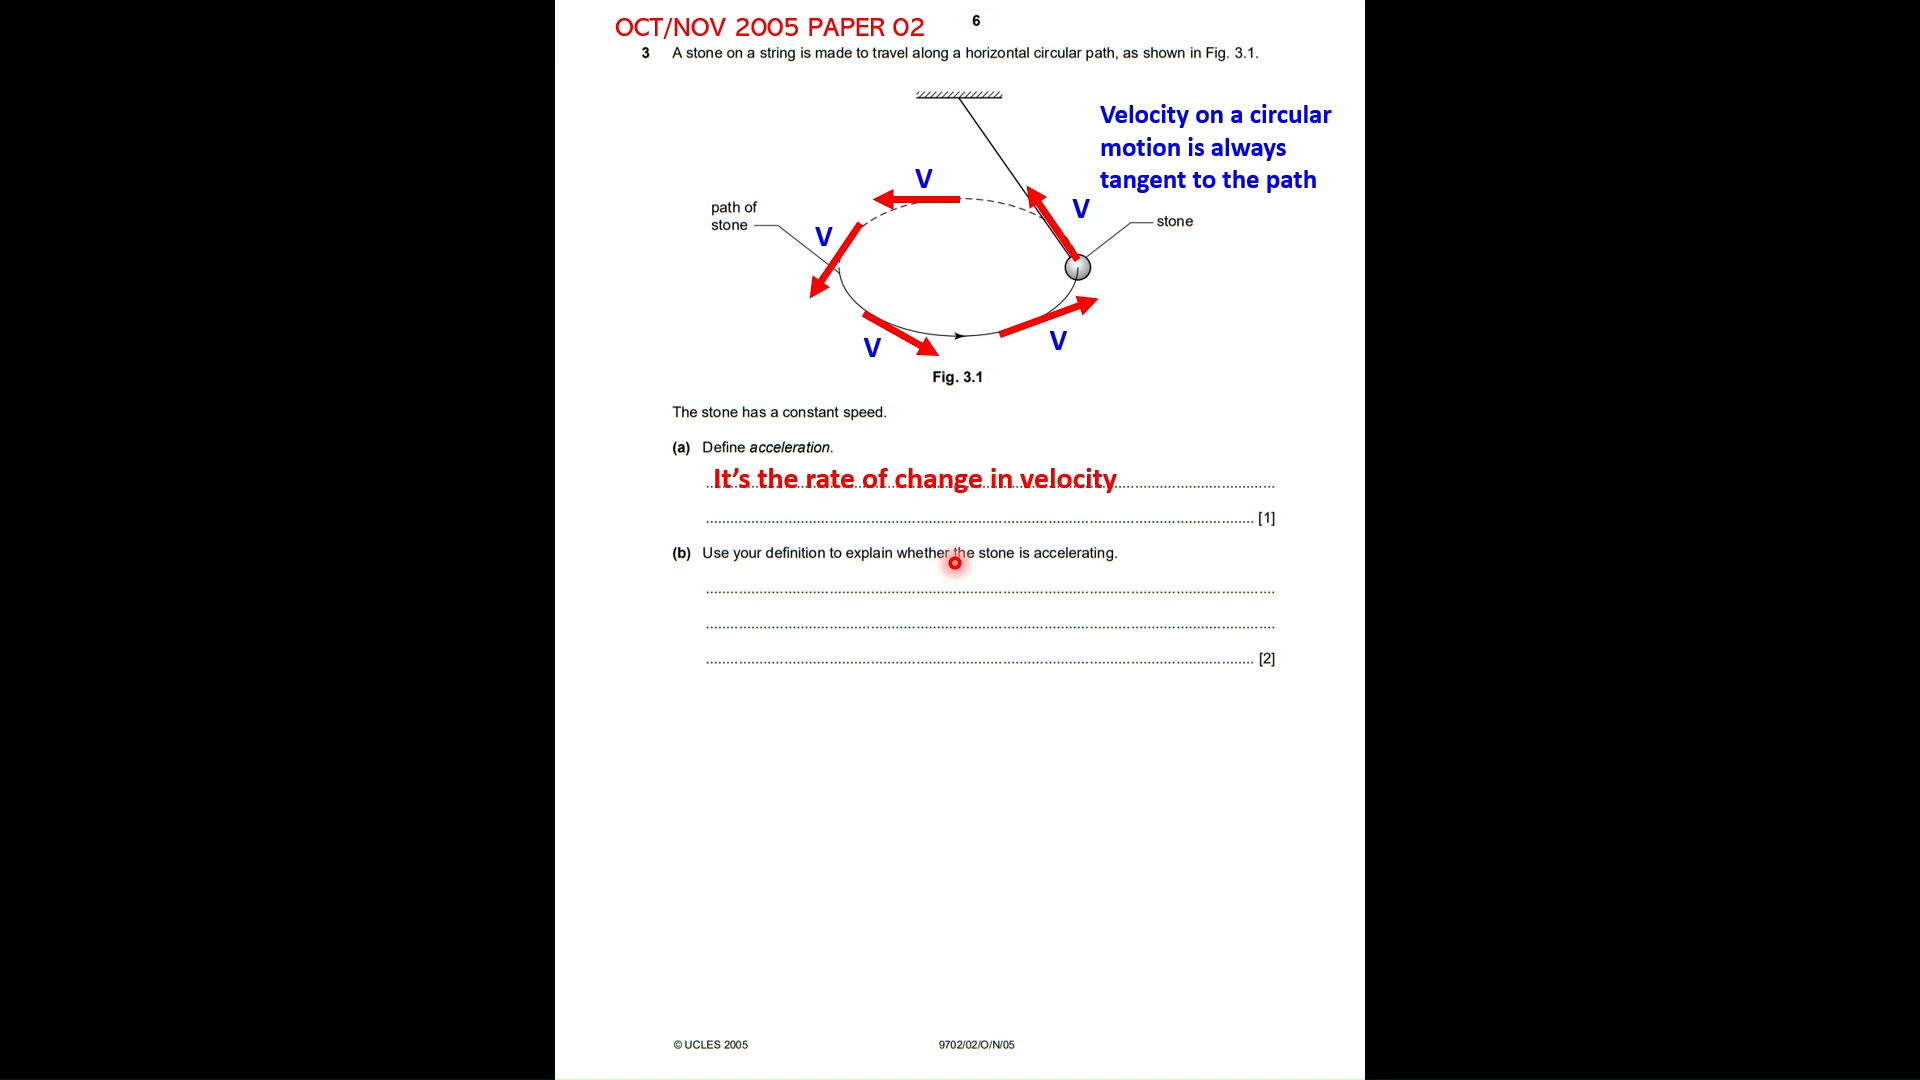 OCT/NOV 2005 PAPER 02
6
3 A stone on a string is made to travel along a horizontal circular path, as shown in Fig. 3.1.
Velocity on a circular
motion is always
tangent to the path
V
V
path of
stone
V
stone
V
V
Fig. 3.1
The stone has a constant speed.
(a) Define acceleration.
It’s the rate of change in velocity
[1]
(b) Use your definition to explain whether the stone is accelerating.
[2]
© UCLES 2005
9702/02/O/N/05